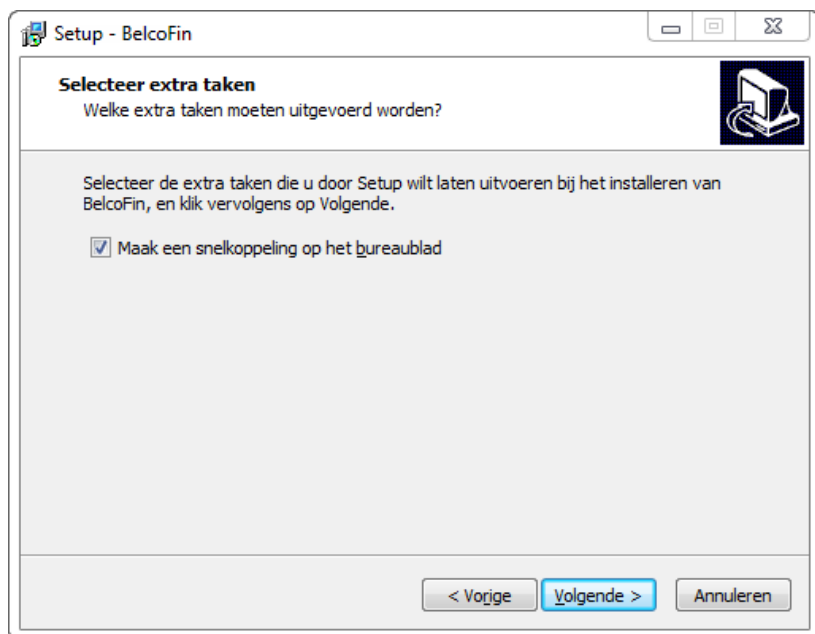 Setup - BelcoFin
Selecteer extra taken
Welke extra taken moeten uitgevoerd worden?
Selecteer de extra taken die u door Setup wilt laten uitvoeren bij het installeren van
BelcoFin, en klik vervolgens op Volgende.
Maak een snelkoppeling op het bureaublad
< Vorige
Volgende >
Annuleren